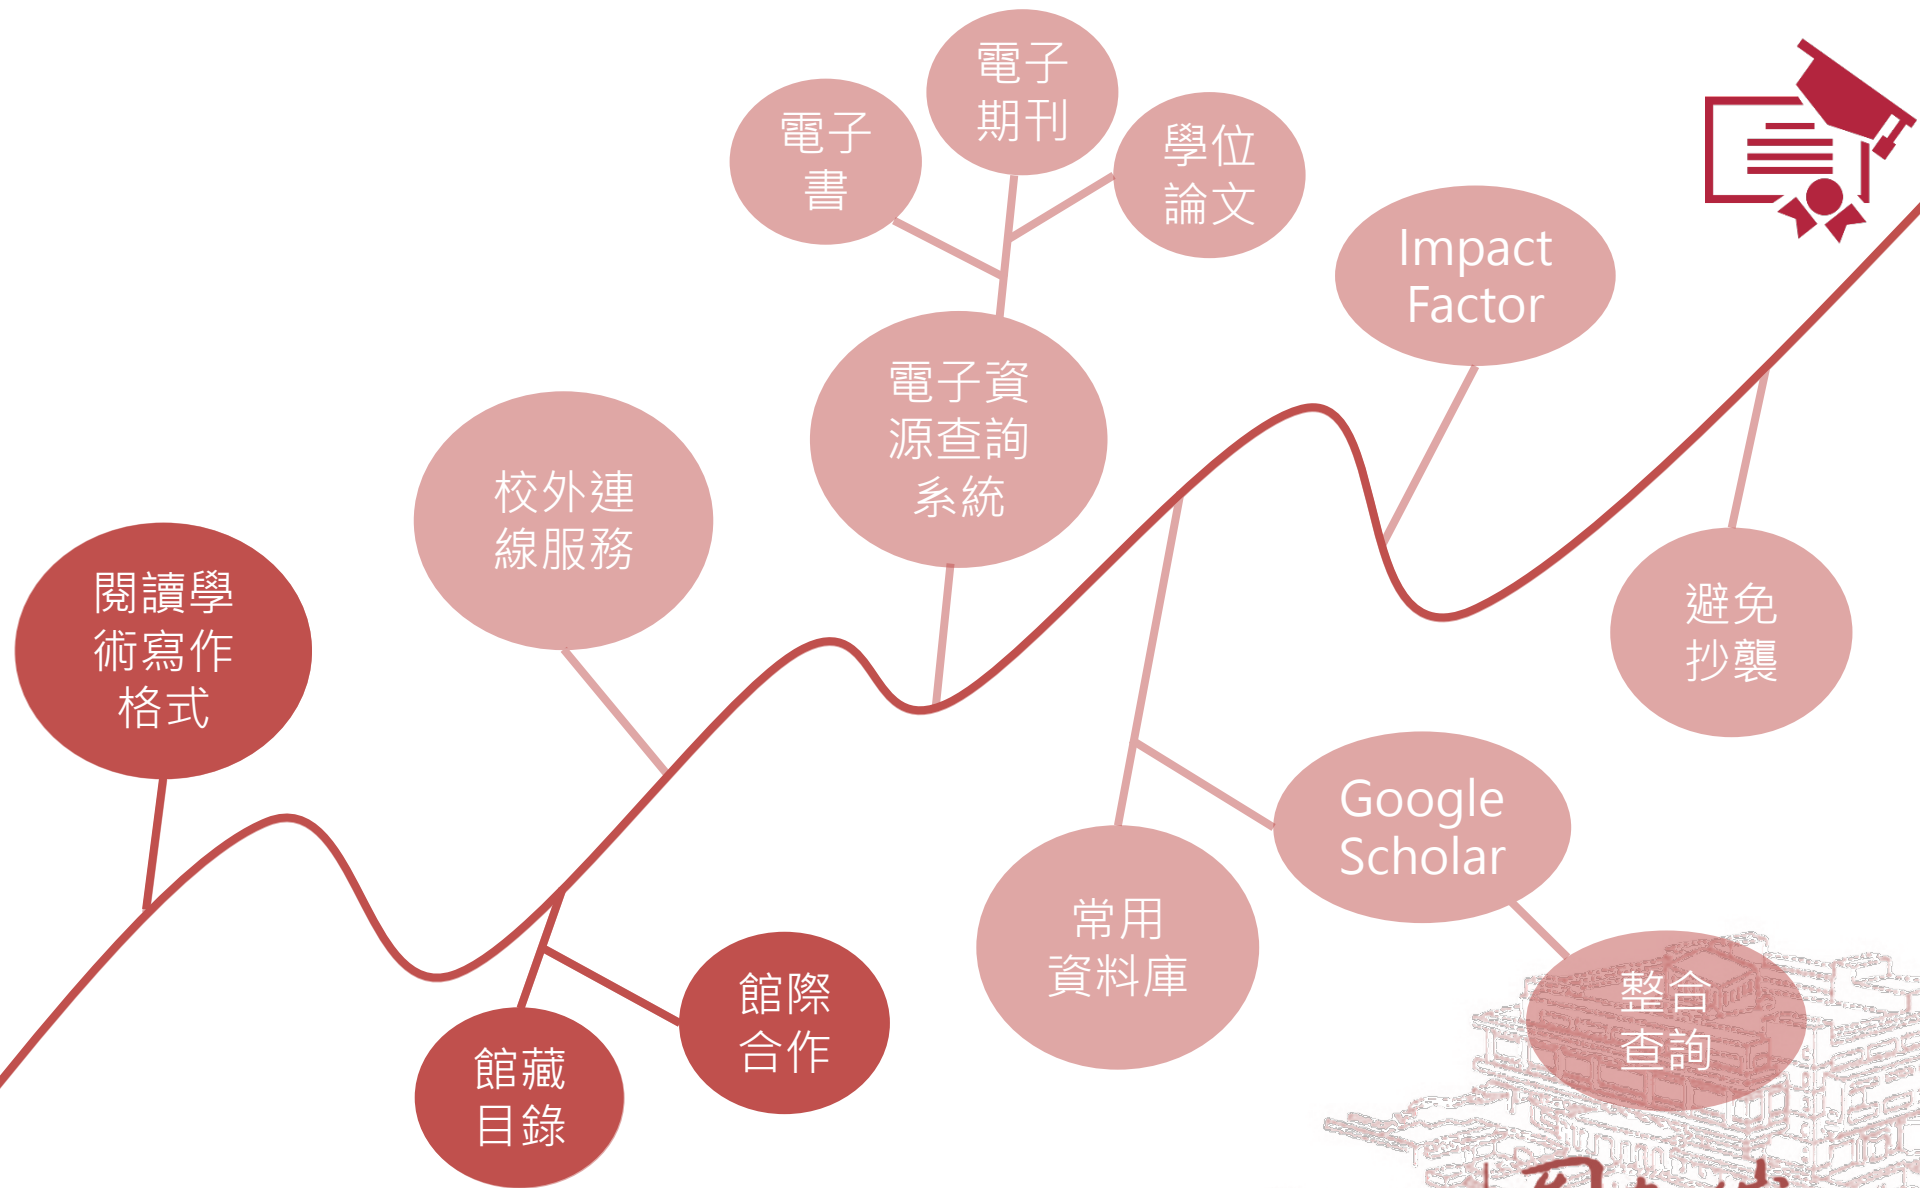 閱讀學
術寫作
格式
館藏
目錄
館際
合作
校外連
線服務
電子資
源查詢
系統
電子
書
電子
期刊
學位
論文
常用
資料庫
Google
Scholar
整合
查詢
Impact
Factor
避免
抄襲